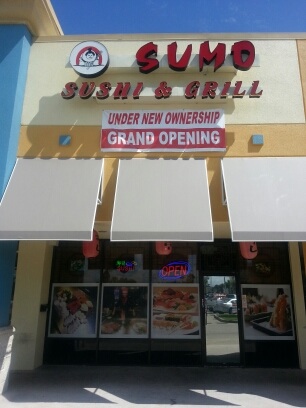 SUMO
SUSHI & GRILL
UNDER NEW OWNERSHIP
GRAND OPENING
OPEN